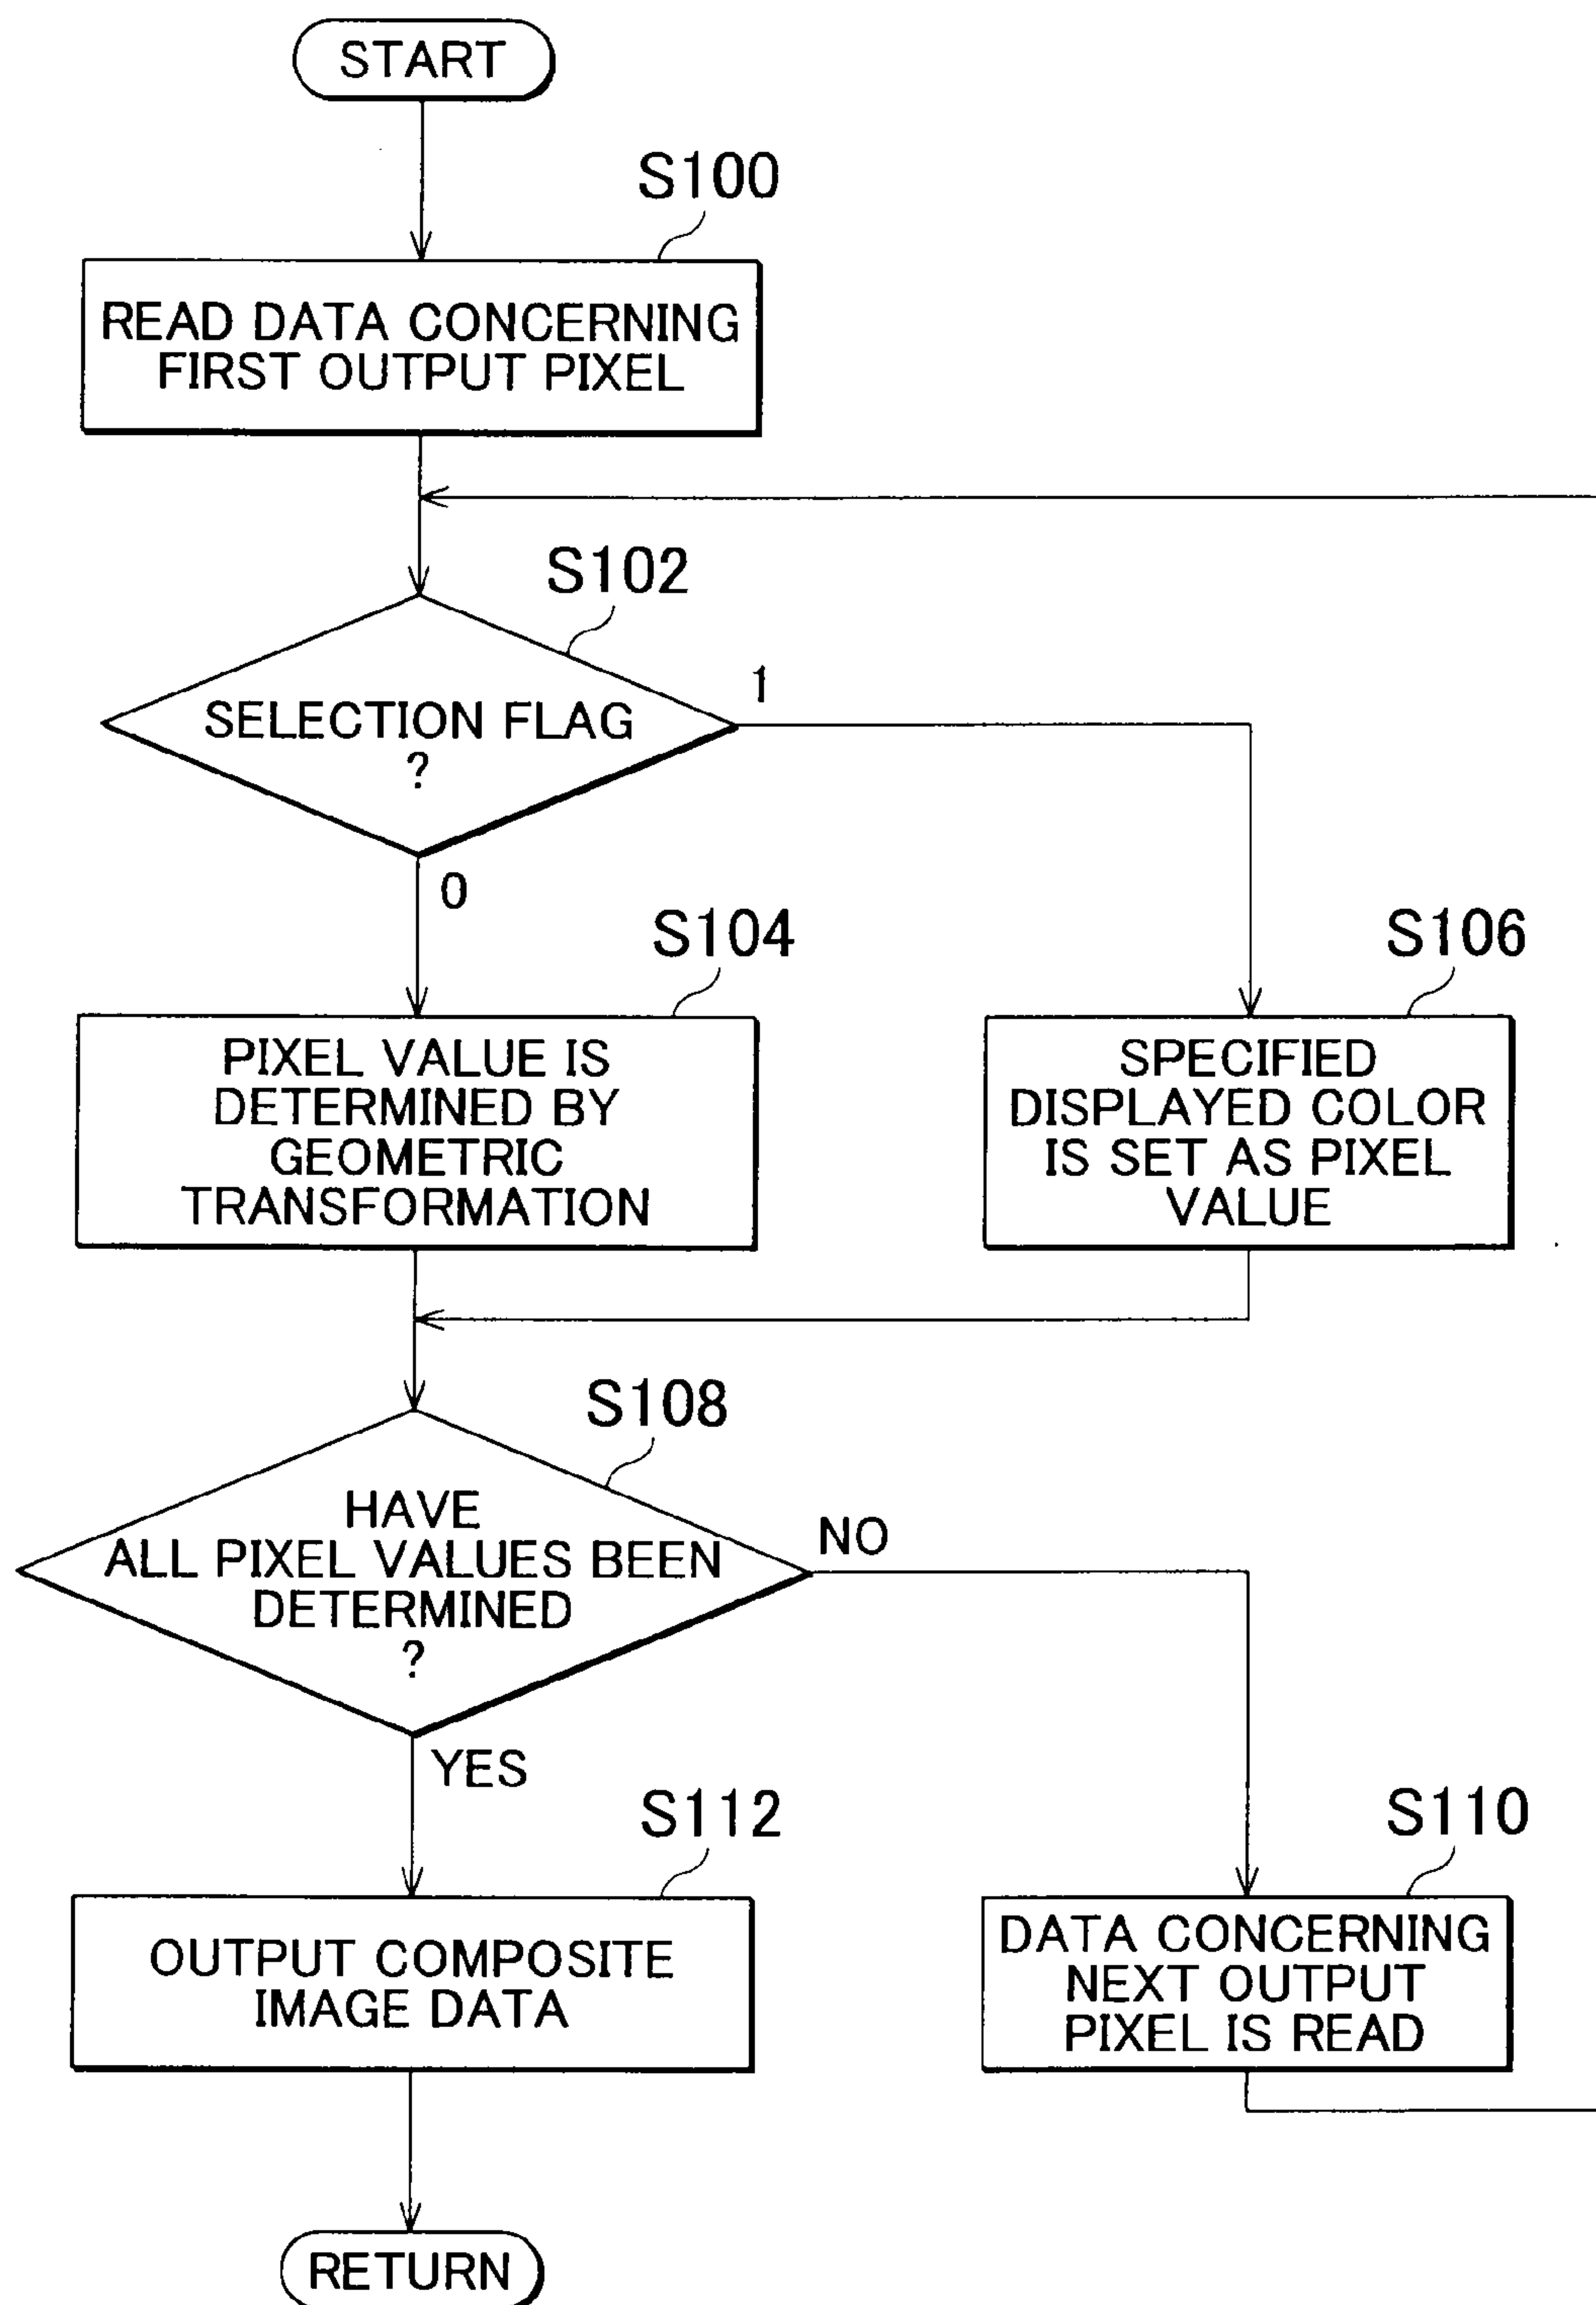 START
S100
READ DATA CONCERNING
FIRST OUTPUT PIXEL
S102
SELECTION FLAG
?
1
0
S104
PIXEL VALUE IS
DETERMINED BY
GEOMETRIC
TRANSFORMATION
S106
SPECIFIED
DISPLAYED COLOR
IS SET AS PIXEL
VALUE
S108
HAVE
ALL PIXEL VALUES BEEN
DETERMINED
?
NO
YES
S112
OUTPUT COMPOSITE
IMAGE DATA
S110
DATA CONCERNING
NEXT OUTPUT
PIXEL IS READ
RETURN